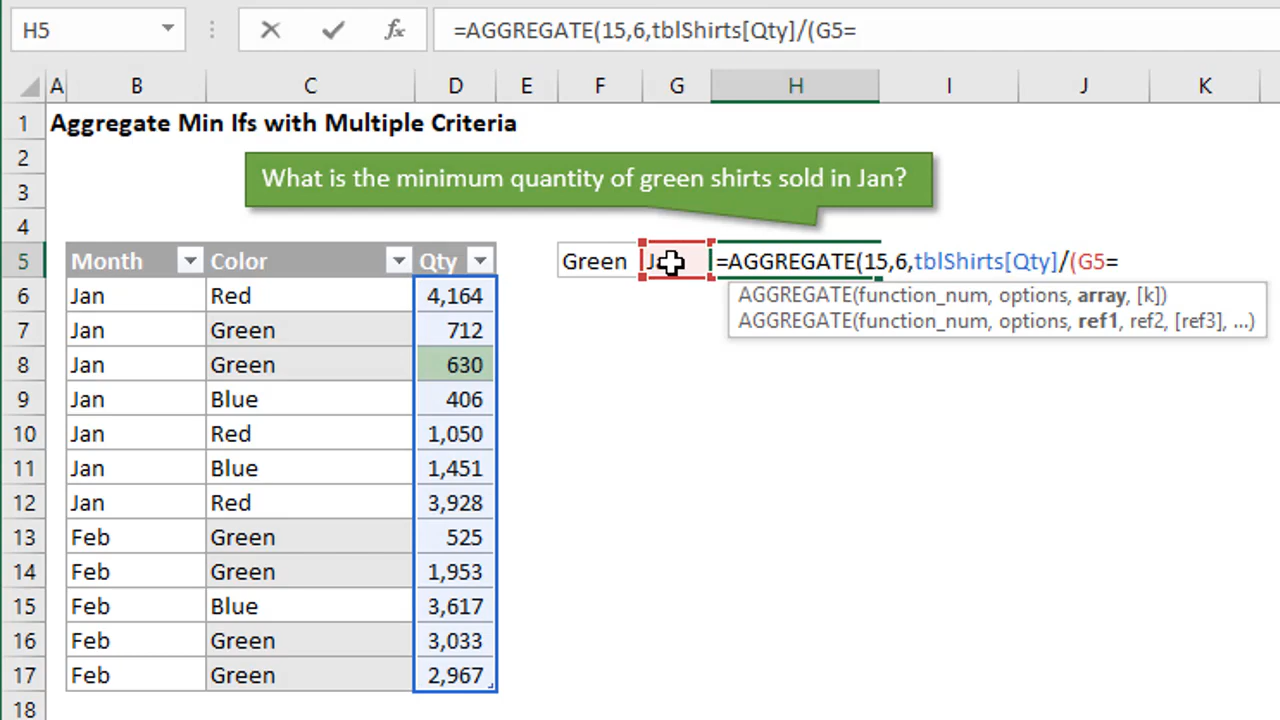 H5 fx =AGGREGATE(15,6,tblShirts[Qty]/(G5=
A B C D E F G H I J K
1 Aggregate Min Ifs with Multiple Criteria
2
What is the minimum quantity of green shirts sold in Jan?
3
4
5 Month Color Qty Green J =AGGREGATE(15,6,tblShirts[Qty]/(G5=
6 Jan Red 4,164 AGGREGATE(function_num, options, array, [k])
AGGREGATE(function_num, options, ref1, ref2, [ref3], ...)
7 Jan Green 712
8 Jan Green 630
9 Jan Blue 406
10 Jan Red 1,050
11 Jan Blue 1,451
12 Jan Red 3,928
13 Feb Green 525
14 Feb Green 1,953
15 Feb Blue 3,617
16 Feb Green 3,033
17 Feb Green 2,967
18